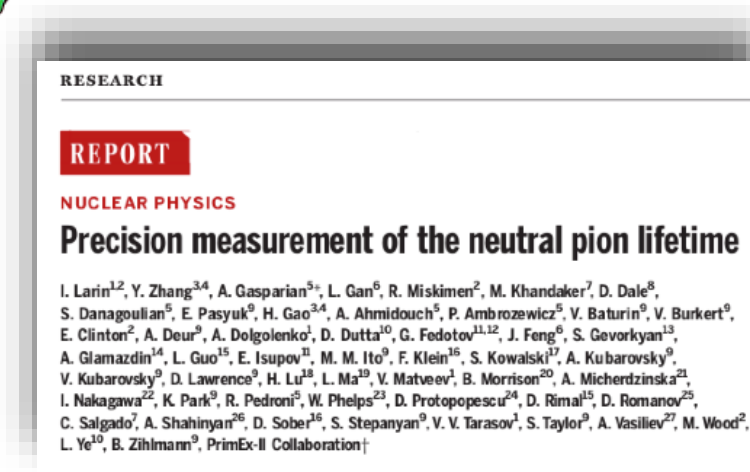 RESEARCH
REPORT
NUCLEAR PHYSICS
Precision measurement of the neutral pion lifetime
I. Larin1,2, Y. Zhang3,4, A. Gasparian5*, L. Gan6, R. Miskimen2, M. Khandaker7, D. Dale8,
S. Danagoulian5, E. Pasyuk9, H. Gao3,4, A. Ahmidouch5, P. Ambrozewicz5, V. Baturin9, V. Burkert9,
E. Clinton2, A. Deur9, A. Dolgolenko1, D. Dutta10, G. Fedotov11,12, J. Feng6, S. Gevorkyan13,
A. Glamazdin14, L. Guo15, E. Isupov11, M. M. Ito9, F. Klein16, S. Kowalski17, A. Kubarovsky9,
V. Kubarovsky9, D. Lawrence9, H. Lu18, L. Ma19, V. Matveev1, B. Morrison20, A. Micherdzinska21,
I. Nakagawa22, K. Park9, R. Pedroni5, W. Phelps23, D. Protopopescu24, D. Rimal15, D. Romanov25,
C. Salgado7, A. Shahinyan26, D. Sober16, S. Stepanyan9, V. V. Tarasov1, S. Taylor9, A. Vasiliev27, M. Wood2,
L. Ye10, B. Zihlmann9, PrimEx-II Collaboration†